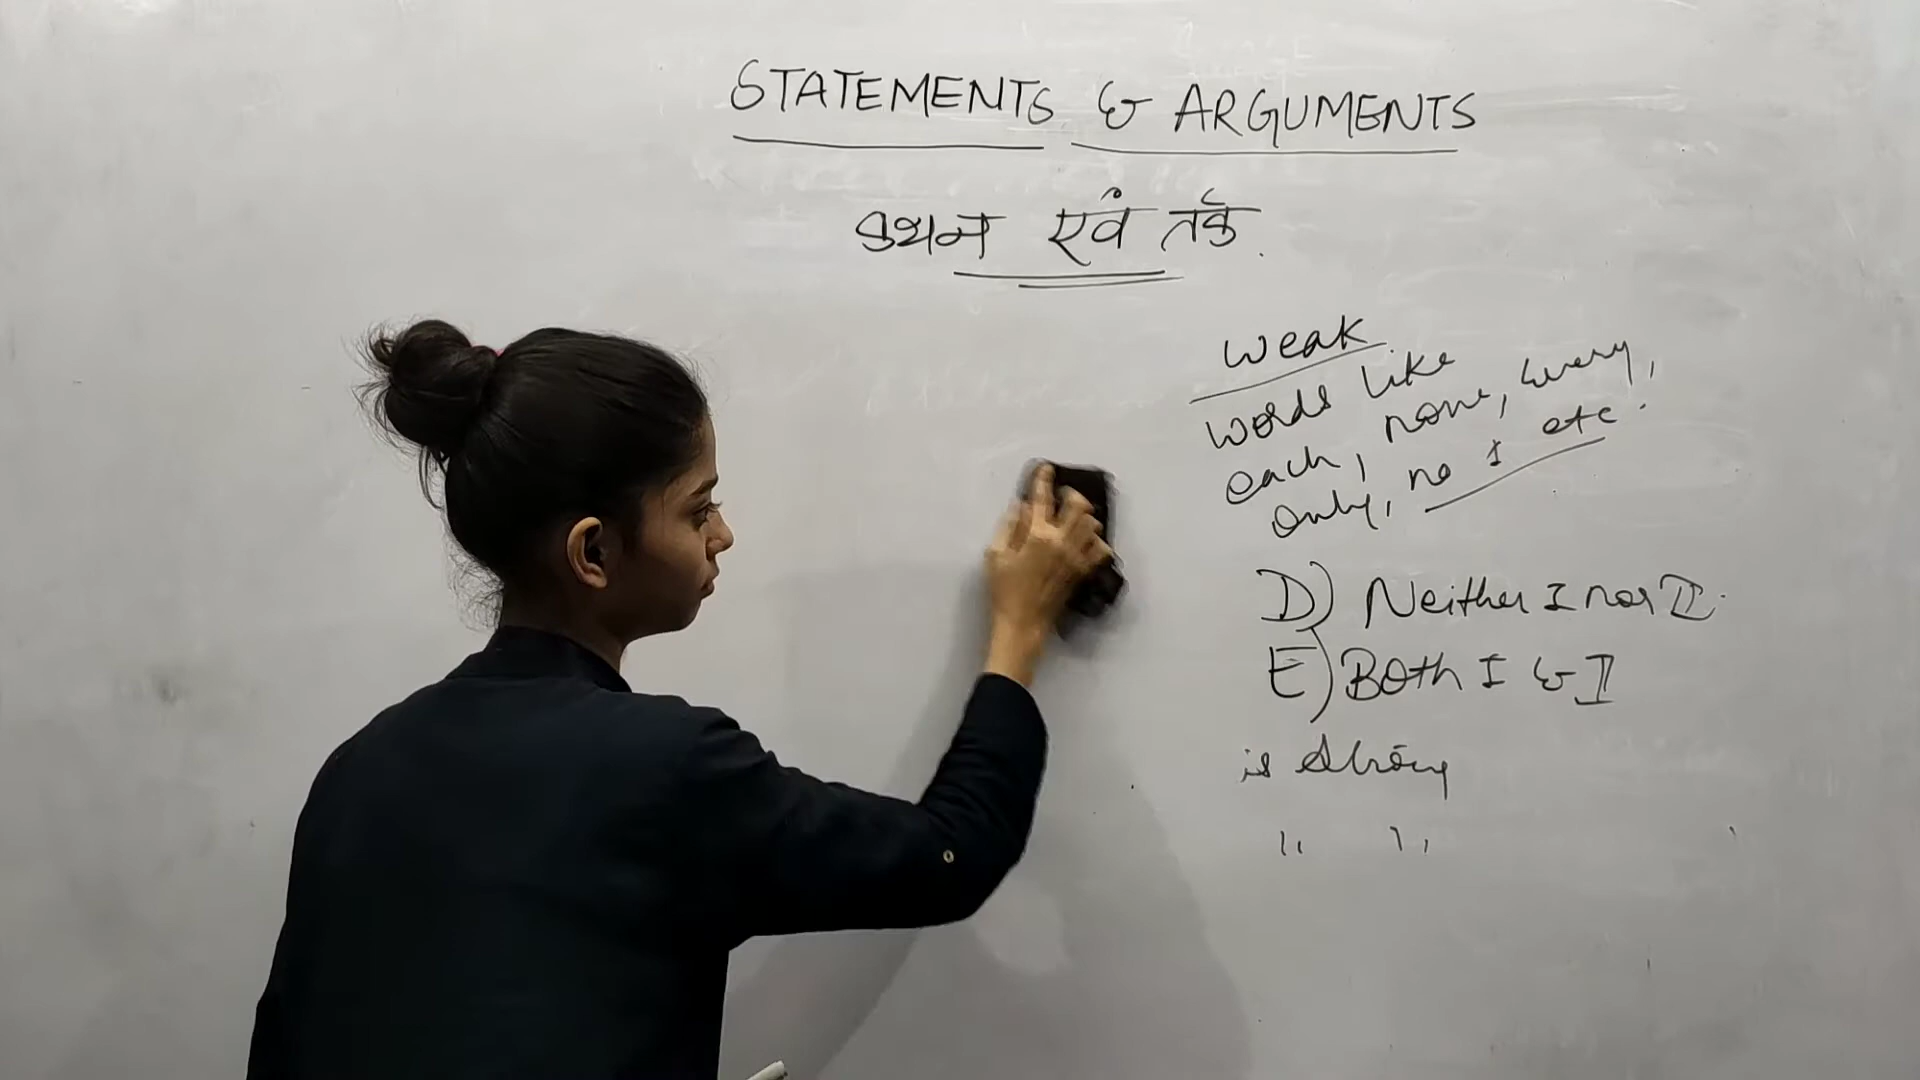 STATEMENTS & ARGUMENTS
कथन एवं तर्क
weak
words like
each, none, every,
only, no, etc.
D) Neither I nor II.
E) Both I & II
is strong
" "